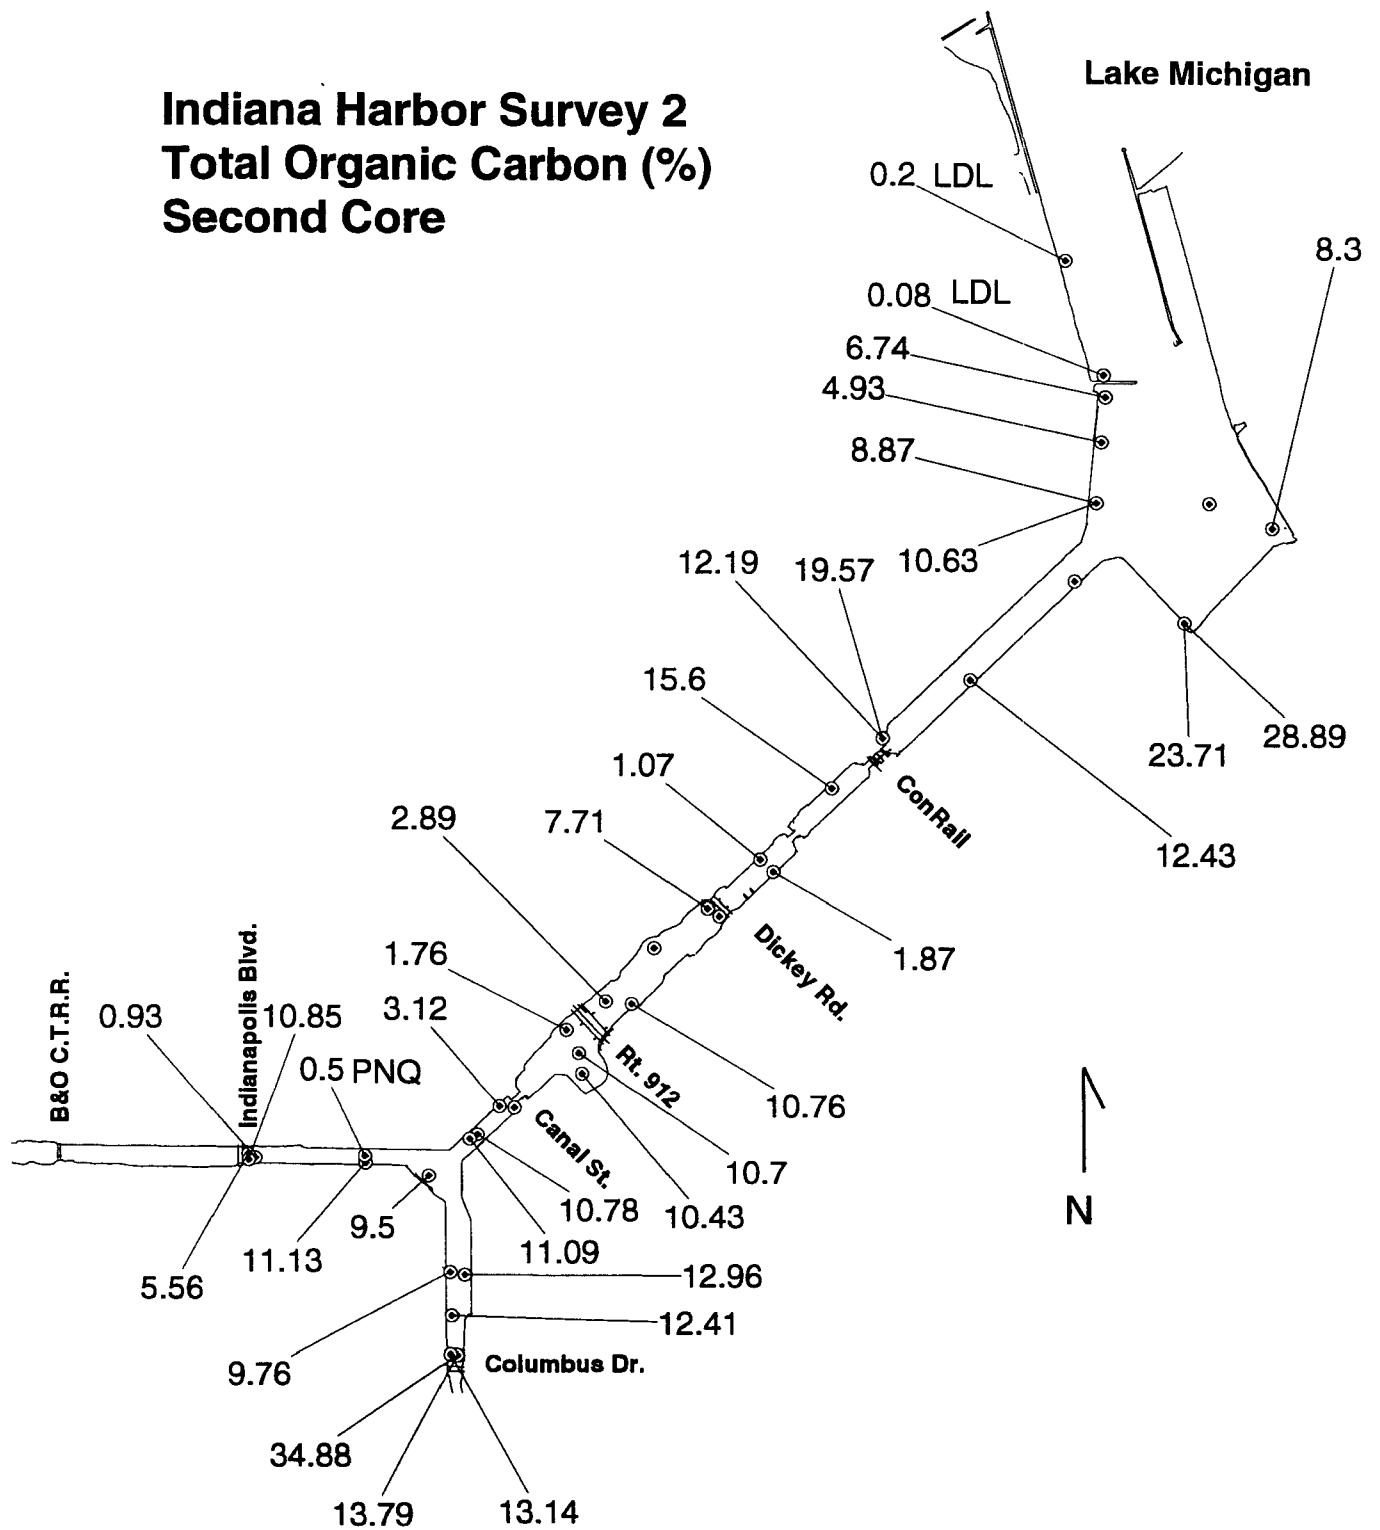 Indiana Harbor Survey 2
Total Organic Carbon (%)
Second Core
Lake Michigan
0.2 LDL
8.3
0.08 LDL
6.74
4.93
8.87
10.63
12.19
19.57
15.6
28.89
23.71
1.07
ConRail
2.89
7.71
12.43
Dickey Rd.
1.87
1.76
3.12
B&O C.T.R.R.
0.93
Indianapolis Blvd.
10.85
0.5 PNQ
Rt. 912
10.76
Canal St.
10.7
10.78
10.43
9.5
11.13
11.09
5.56
N
12.96
12.41
9.76
Columbus Dr.
34.88
13.79
13.14